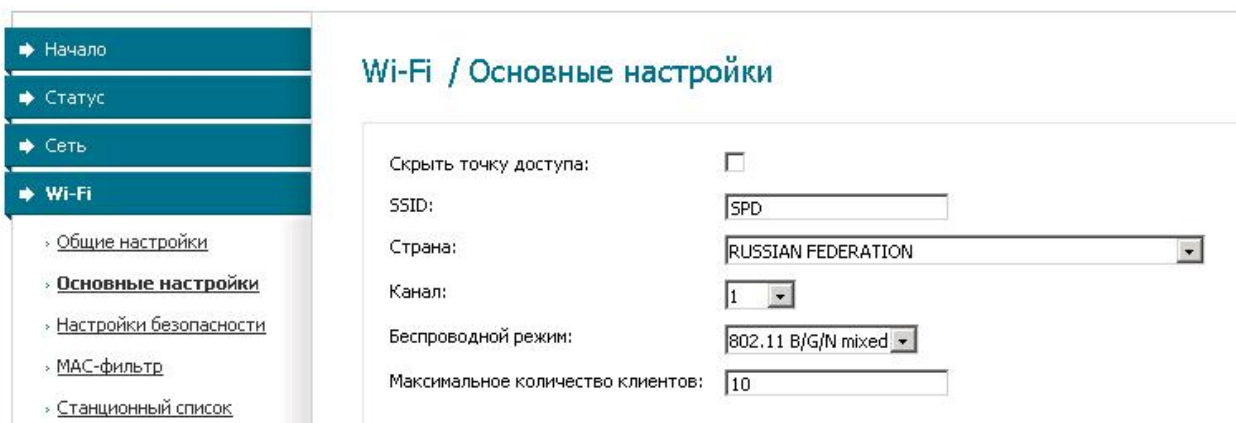 Начало
Статус
Сеть
Wi-Fi
Общие настройки
Основные настройки
Настройки безопасности
MAC-фильтр
Станционный список
Wi-Fi / Основные настройки
Скрыть точку доступа:
SSID: SPD
Страна: RUSSIAN FEDERATION
Канал: 1
Беспроводной режим: 802.11 B/G/N mixed
Максимальное количество клиентов: 10